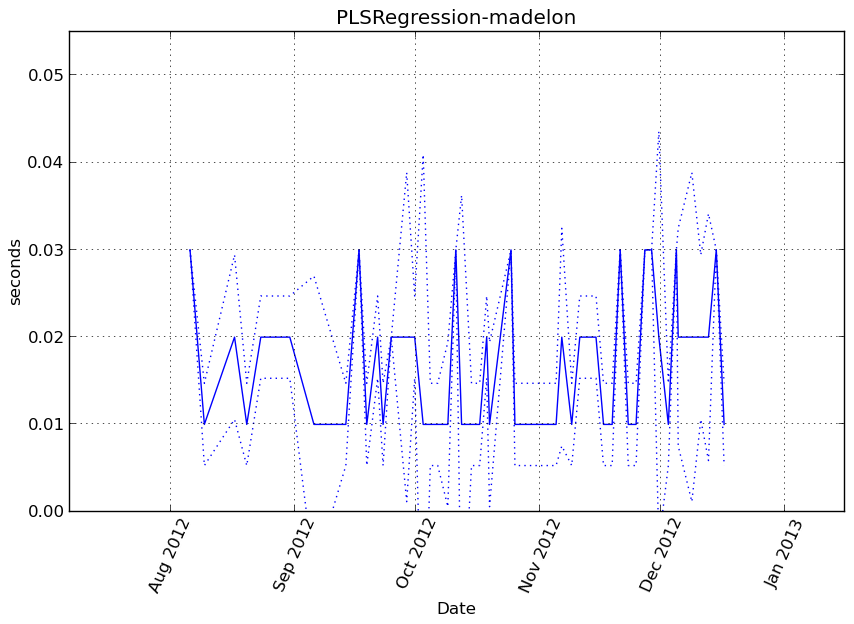 PLSRegression-madelon
0.05
0.04
0.03
0.02
0.01
0.00
seconds
Aug 2012
Sep 2012
Oct 2012
Nov 2012
Dec 2012
Jan 2013
Date